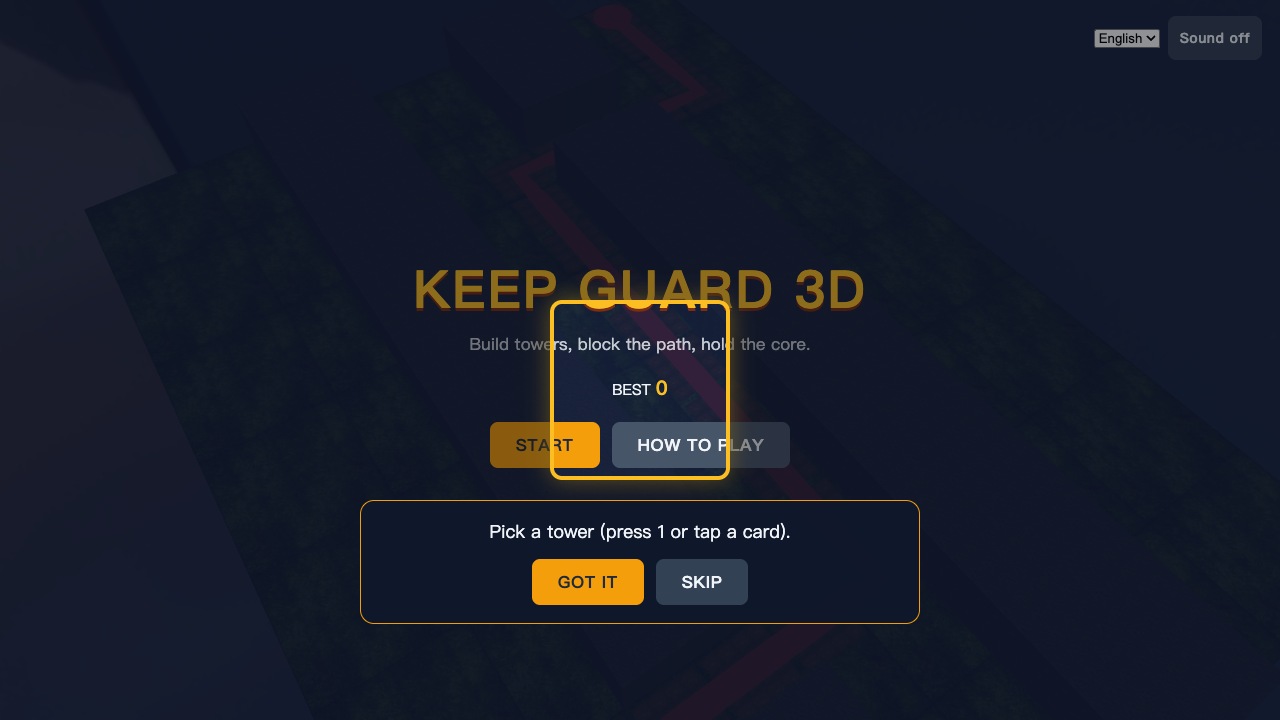 English
Sound off
KEEP GUARD 3D
Build towers, block the path, hold the core.
BEST 0
START
HOW TO PLAY
Pick a tower (press 1 or tap a card).
GOT IT
SKIP